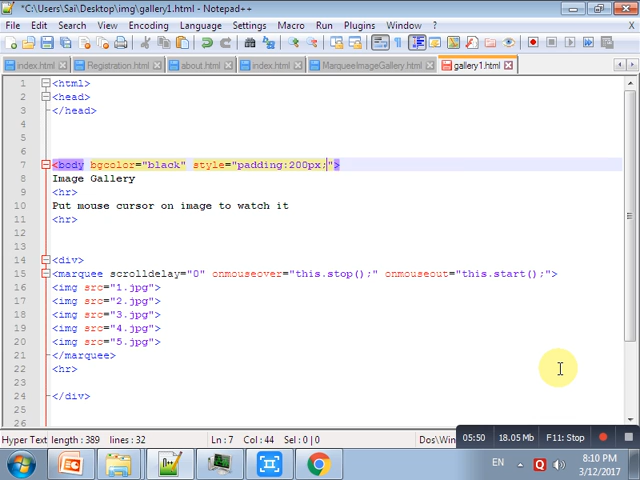 *C:\Users\Sai\Desktop\img\gallery1.html - Notepad++
File Edit Search View Encoding Language Settings Macro Run Plugins Window ?
index.html Registration.html about.html index.html MarqueeImageGallery.html gallery1.html
1 <html>
2 <head>
3 </head>
4
5
6
7 <body bgcolor="black" style="padding:200px;">
8 Image Gallery
9 <hr>
10 Put mouse cursor on image to watch it
11 <hr>
12
13
14 <div>
15 <marquee scrolldelay="0" onmouseover="this.stop();" onmouseout="this.start();">
16 <img src="1.jpg">
17 <img src="2.jpg">
18 <img src="3.jpg">
19 <img src="4.jpg">
20 <img src="5.jpg">
21 </marquee>
22 <hr>
23
24 </div>
25
26
05:50 18.05 Mb F11: Stop
Hyper Text length : 389 lines : 32 Ln : 7 Col : 44 Sel : 0 | 0 Dos\Win
EN 8:10 PM
3/12/2017